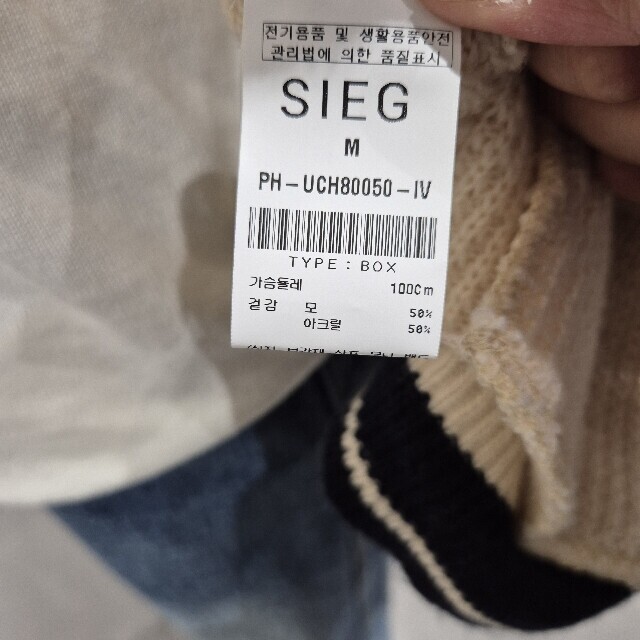 전기용품 및 생활용품안전
관리법에 의한 품질표시
SIEG
M
PH-UCH80050-IV
TYPE : BOX
가슴둘레 100Cm
겉감 모 50%
아크릴 50%